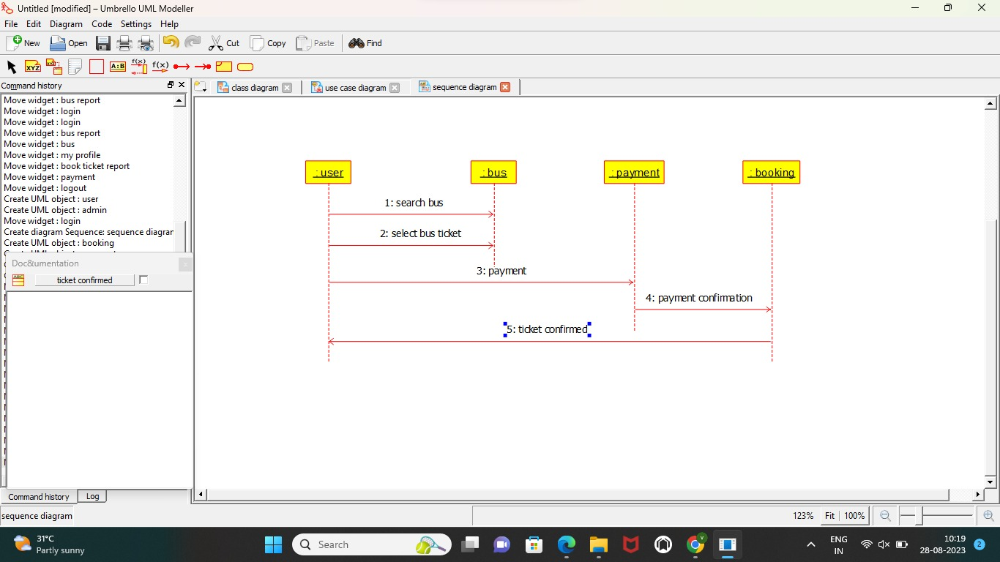 Untitled [modified] – Umbrello UML Modeller
File Edit Diagram Code Settings Help
New Open Cut Copy Paste Find
XYZ XYZ A:B f(x) f(x)
Command history
class diagram use case diagram sequence diagram
Move widget : bus report
Move widget : login
Move widget : login
Move widget : bus report
Move widget : bus
Move widget : my profile
Move widget : book ticket report
Move widget : payment
Move widget : logout
Create UML object : user
Create UML object : admin
Move widget : login
Create diagram Sequence: sequence diagram
Create UML object : booking
Doc&umentation
ABC ticket confirmed
Command history Log
: user : bus : payment : booking
1: search bus
2: select bus ticket
3: payment
4: payment confirmation
5: ticket confirmed
sequence diagram 123% Fit 100%
31°C
Partly sunny
Search
V
ENG
IN
10:19
28-08-2023
2